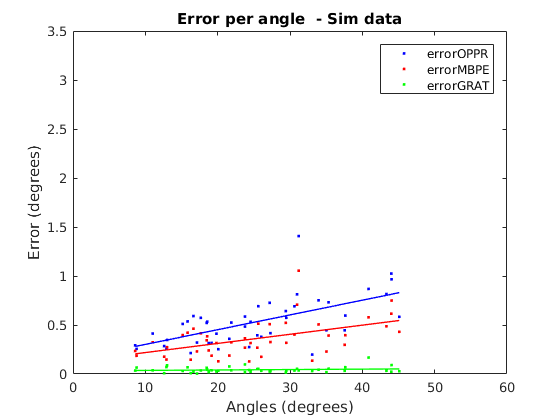 Error per angle - Sim data
3.5
3
2.5
2
1.5
1
0.5
0
Error (degrees)
errorOPPR
errorMBPE
errorGRAT
0 10 20 30 40 50 60
Angles (degrees)